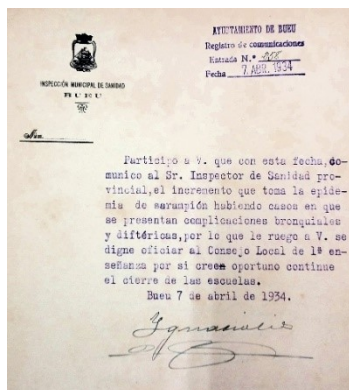 AYUNTAMIENTO DE BUEU
Registro de comunicaciones
Entrada N.º
Fecha 7. ABR. 1934
INSPECCIÓN MUNICIPAL DE SANIDAD
BUEU
Núm.
Participo a V. que con esta fecha,co-
munico al Sr. Inspector de Sanidad pro-
vincial,el incremento que toma la epide-
mia de sarampión habiendo casos en que
se presentan complicaciones bronquiales
y diftéricas,por lo que le ruego a V. se
digne oficiar al Consejo Local de 1ª en-
señanza por si creen oportuno continue
el cierre de las escuelas.
Bueu 7 de abril de 1934.